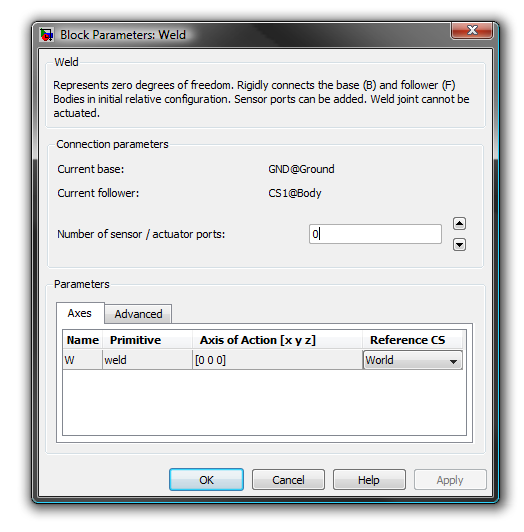 Block Parameters: Weld
Weld
Represents zero degrees of freedom. Rigidly connects the base (B) and follower (F)
Bodies in initial relative configuration. Sensor ports can be added. Weld joint cannot be
actuated.
Connection parameters
Current base: GND@Ground
Current follower: CS1@Body
Number of sensor / actuator ports: 0
Parameters
Axes Advanced
Name Primitive Axis of Action [x y z] Reference CS
W weld [0 0 0] World
OK Cancel Help Apply